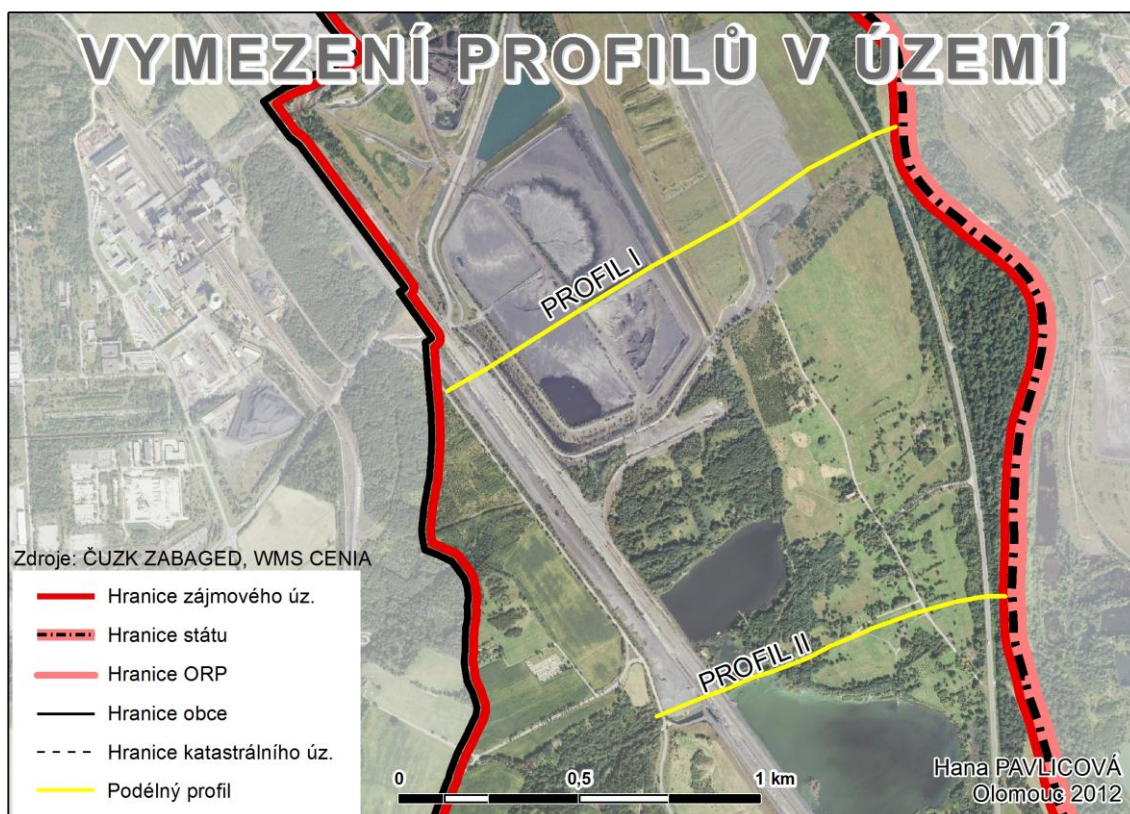 VYMEZENÍ PROFILŮ V ÚZEMÍ
PROFIL I
PROFIL II
Zdroje: ČUZK ZABAGED, WMS CENIA
Hranice zájmového úz.
Hranice státu
Hranice ORP
Hranice obce
Hranice katastrálního úz.
Podélný profil
0 0,5 1 km
Hana PAVLICOVÁ
Olomouc 2012